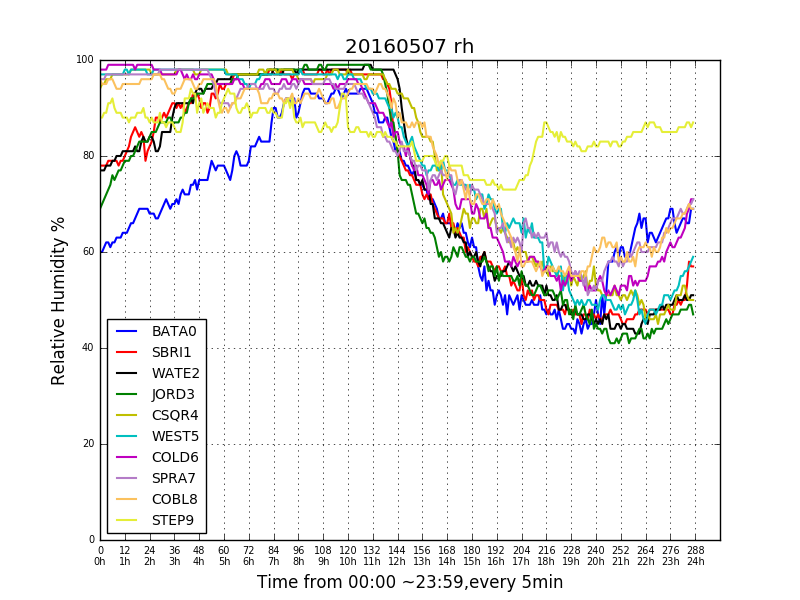 20160507 rh
100
80
60
40
20
0
Relative Humidity %
BATA0
SBRI1
WATE2
JORD3
CSQR4
WEST5
COLD6
SPRA7
COBL8
STEP9
0 12 24 36 48 60 72 84 96 108 120 132 144 156 168 180 192 204 216 228 240 252 264 276 288
0h 1h 2h 3h 4h 5h 6h 7h 8h 9h 10h 11h 12h 13h 14h 15h 16h 17h 18h 19h 20h 21h 22h 23h 24h
Time from 00:00 ~23:59,every 5min